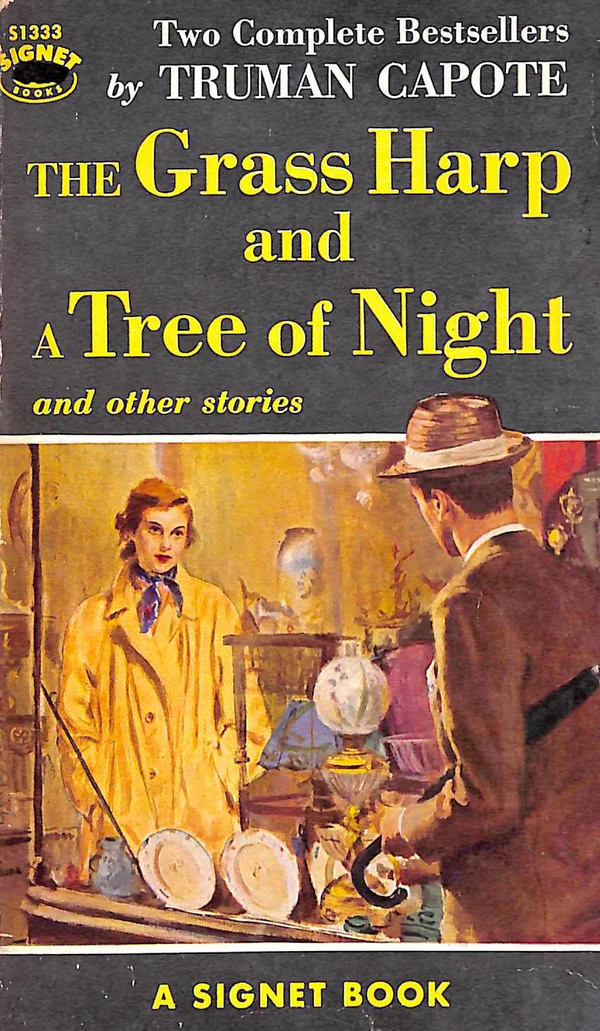 S1333
SIGNET
BOOKS
Two Complete Bestsellers
by TRUMAN CAPOTE
THE Grass Harp
and
A Tree of Night
and other stories
A SIGNET BOOK